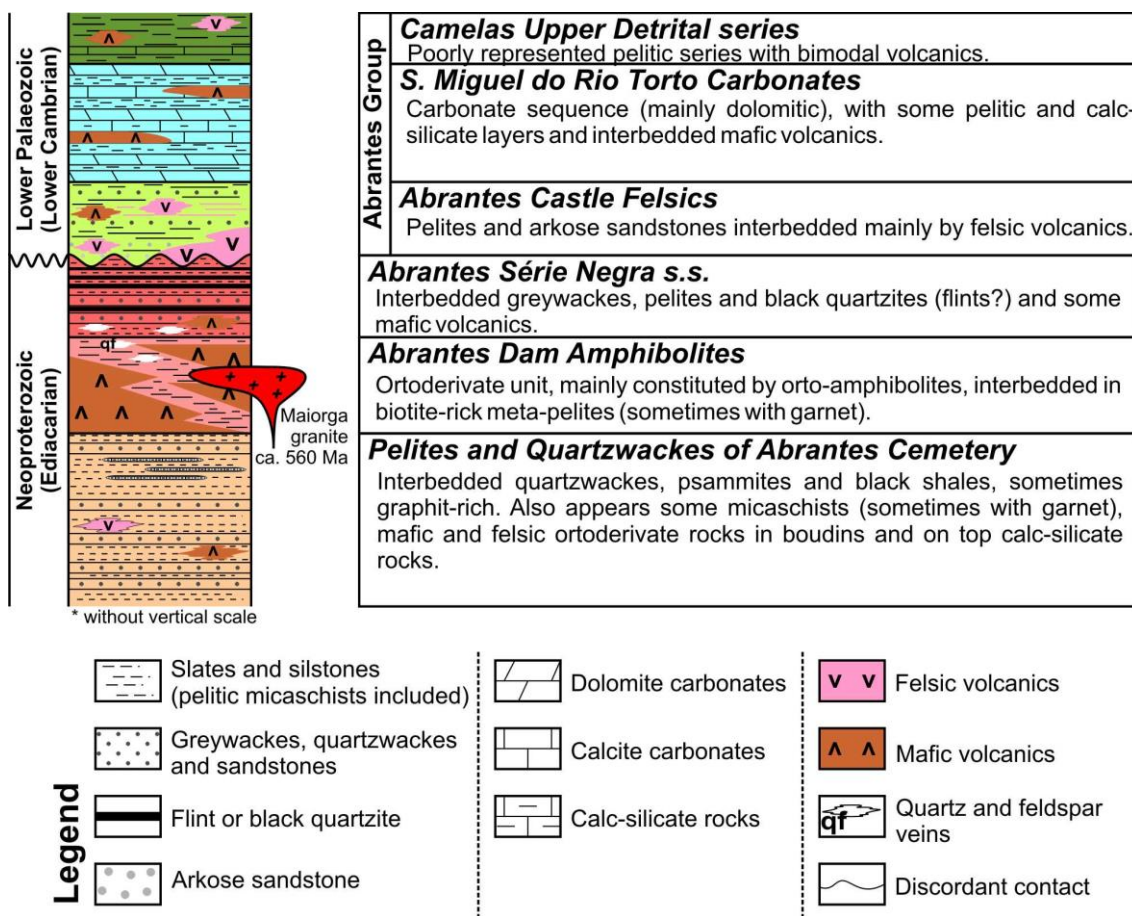 Lower Palaeozoic
(Lower Cambrian)
Neoproterozoic
(Ediacarian)
qf
Maiorga
granite
ca. 560 Ma
* without vertical scale
Abrantes Group
Camelas Upper Detrital series
Poorly represented pelitic series with bimodal volcanics.
S. Miguel do Rio Torto Carbonates
Carbonate sequence (mainly dolomitic), with some pelitic and calc-
silicate layers and interbedded mafic volcanics.
Abrantes Castle Felsics
Pelites and arkose sandstones interbedded mainly by felsic volcanics.
Abrantes Série Negra s.s.
Interbedded greywackes, pelites and black quartzites (flints?) and some
mafic volcanics.
Abrantes Dam Amphibolites
Ortoderivate unit, mainly constituted by orto-amphibolites, interbedded in
biotite-rick meta-pelites (sometimes with garnet).
Pelites and Quartzwackes of Abrantes Cemetery
Interbedded quartzwackes, psammites and black shales, sometimes
graphit-rich. Also appears some micaschists (sometimes with garnet),
mafic and felsic ortoderivate rocks in boudins and on top calc-silicate
rocks.
Legend
Slates and silstones
(pelitic micaschists included)
Greywackes, quartzwackes
and sandstones
Flint or black quartzite
Arkose sandstone
Dolomite carbonates
Calcite carbonates
Calc-silicate rocks
Felsic volcanics
Mafic volcanics
qf
Quartz and feldspar
veins
Discordant contact